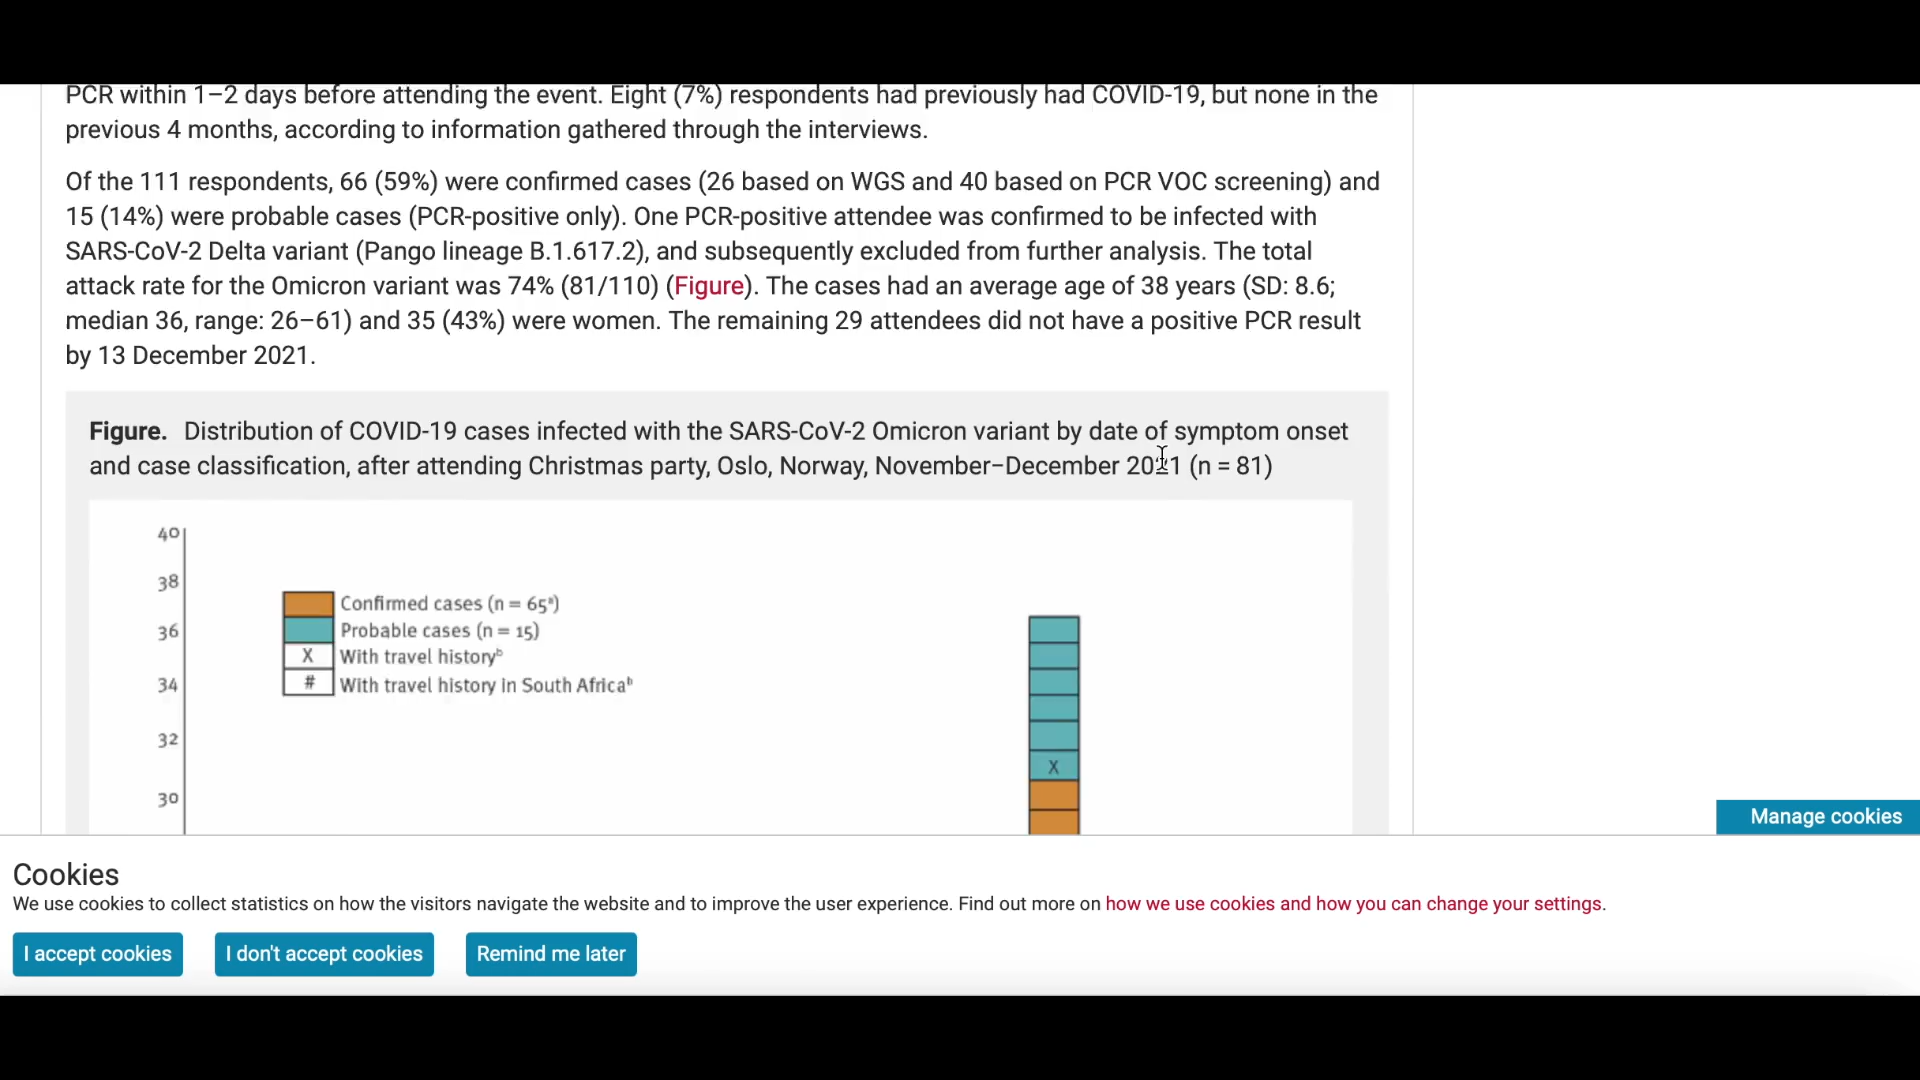 PCR within 1–2 days before attending the event. Eight (7%) respondents had previously had COVID-19, but none in the
previous 4 months, according to information gathered through the interviews.
Of the 111 respondents, 66 (59%) were confirmed cases (26 based on WGS and 40 based on PCR VOC screening) and
15 (14%) were probable cases (PCR-positive only). One PCR-positive attendee was confirmed to be infected with
SARS-CoV-2 Delta variant (Pango lineage B.1.617.2), and subsequently excluded from further analysis. The total
attack rate for the Omicron variant was 74% (81/110) (Figure). The cases had an average age of 38 years (SD: 8.6;
median 36, range: 26–61) and 35 (43%) were women. The remaining 29 attendees did not have a positive PCR result
by 13 December 2021.
Figure. Distribution of COVID-19 cases infected with the SARS-CoV-2 Omicron variant by date of symptom onset
and case classification, after attending Christmas party, Oslo, Norway, November–December 2021 (n = 81)
40
38
36
34
32
30
Confirmed cases (n = 65ᵃ)
Probable cases (n = 15)
X With travel historyᵇ
# With travel history in South Africaᵇ
X
Manage cookies
Cookies
We use cookies to collect statistics on how the visitors navigate the website and to improve the user experience. Find out more on how we use cookies and how you can change your settings.
I accept cookies
I don't accept cookies
Remind me later